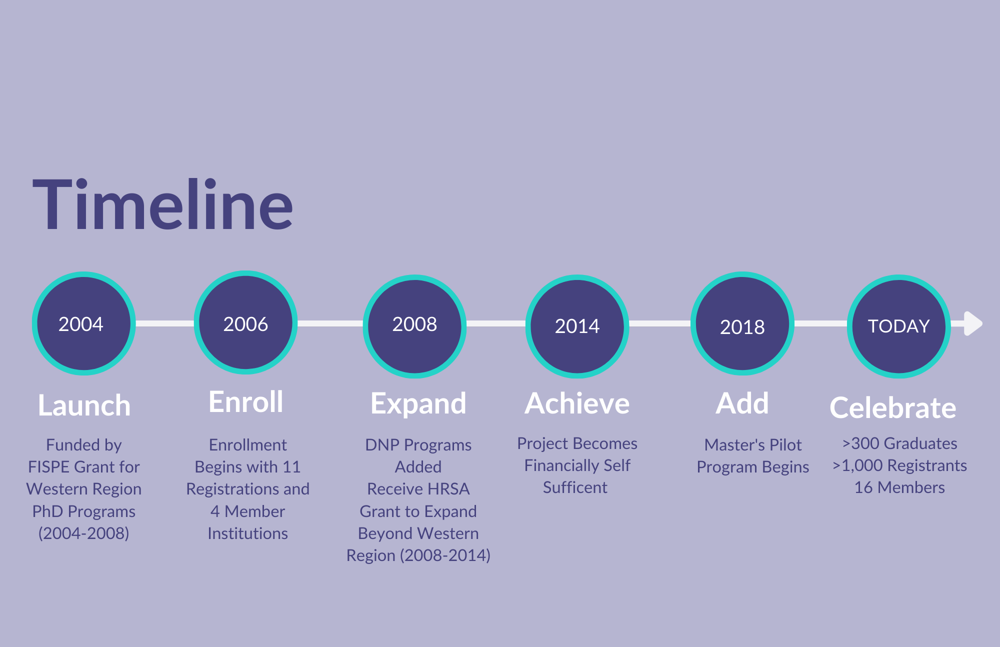 Timeline
2004
Launch
Funded by
FISPE Grant for
Western Region
PhD Programs
(2004-2008)
2006
Enroll
Enrollment
Begins with 11
Registrations and
4 Member
Institutions
2008
Expand
DNP Programs
Added
Receive HRSA
Grant to Expand
Beyond Western
Region (2008-2014)
2014
Achieve
Project Becomes
Financially Self
Sufficent
2018
Add
Master's Pilot
Program Begins
TODAY
Celebrate
>300 Graduates
>1,000 Registrants
16 Members